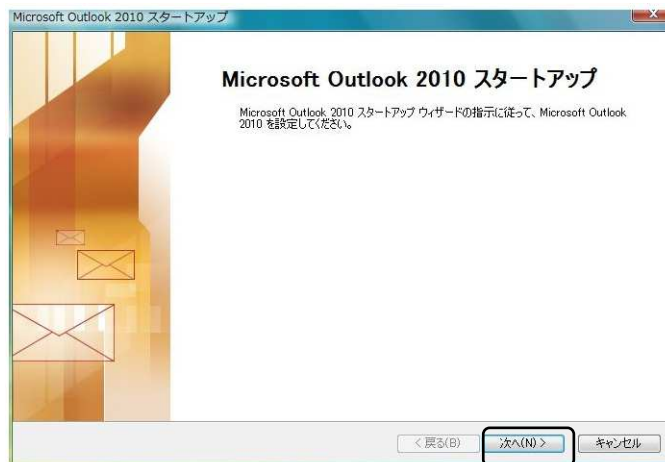 Microsoft Outlook 2010 スタートアップ
Microsoft Outlook 2010 スタートアップ
Microsoft Outlook 2010 スタートアップ ウィザードの指示に従って、Microsoft Outlook
2010 を設定してください。
< 戻る(B)
次へ(N) >
キャンセル